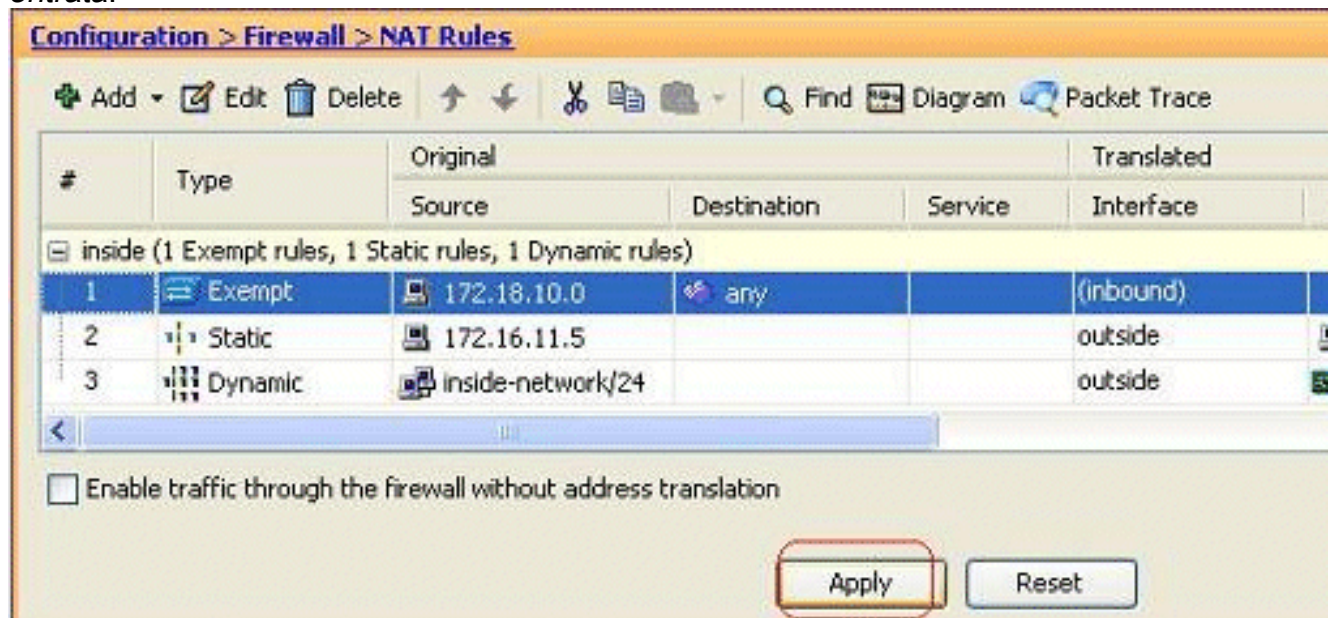 entrata.
Configuration > Firewall > NAT Rules
Add Edit Delete Find Diagram Packet Trace
# Type Original Translated
Source Destination Service Interface
inside (1 Exempt rules, 1 Static rules, 1 Dynamic rules)
1 Exempt 172.18.10.0 any (inbound)
2 Static 172.16.11.5 outside
3 Dynamic inside-network/24 outside
Enable traffic through the firewall without address translation
Apply Reset